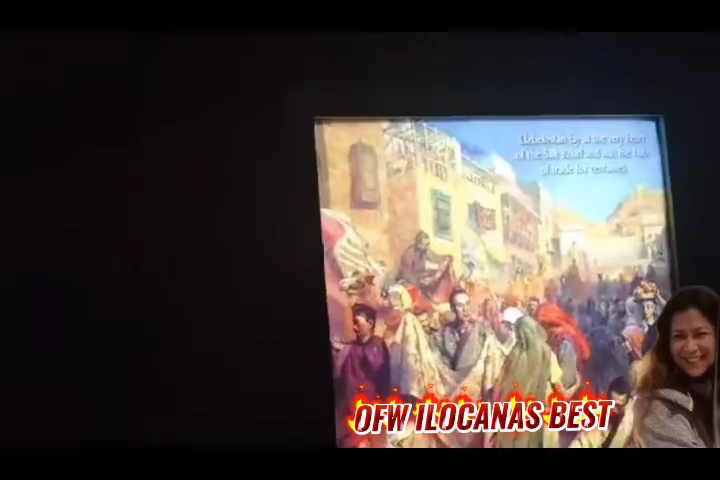 Uzbekistan lay at the very heart
of the Silk Road and was the hub
of trade for centuries.
OFW ILOCANAS BEST